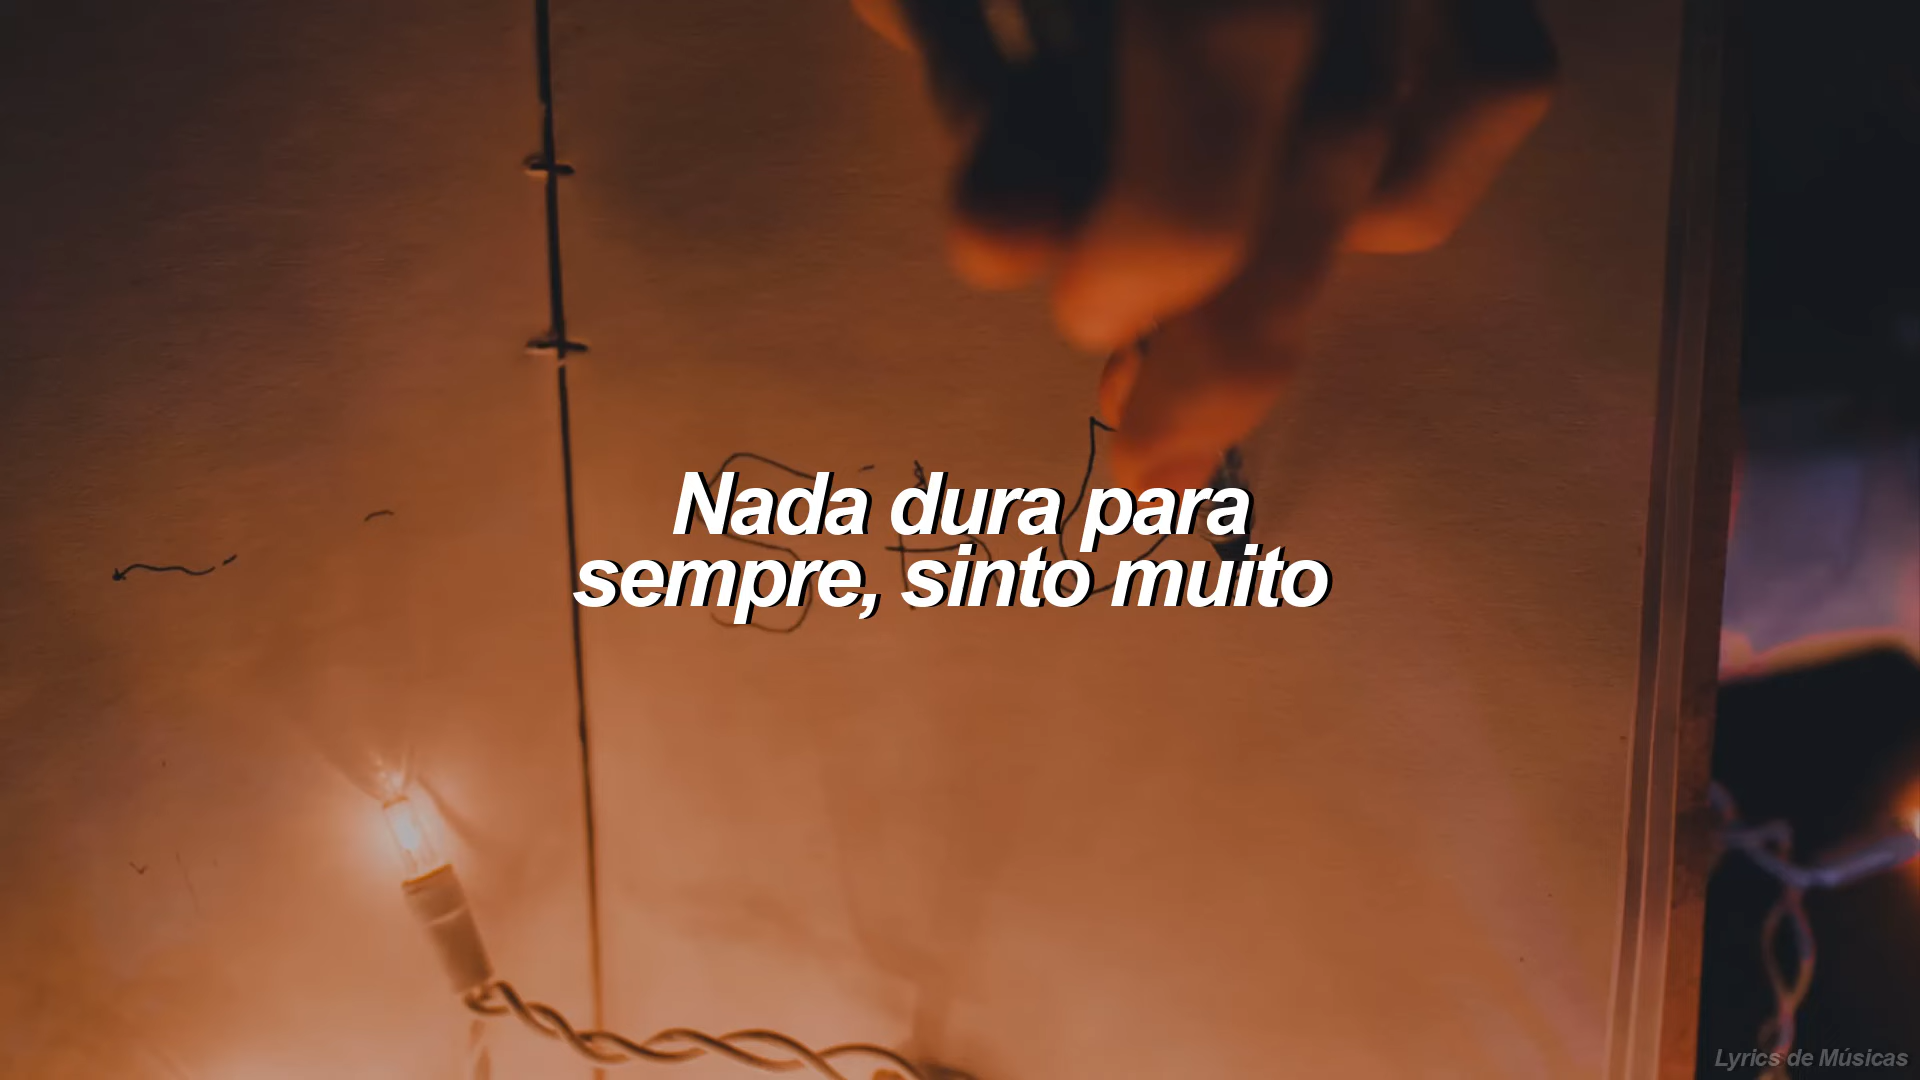 Nada dura para
sempre, sinto muito
Lyrics de Músicas